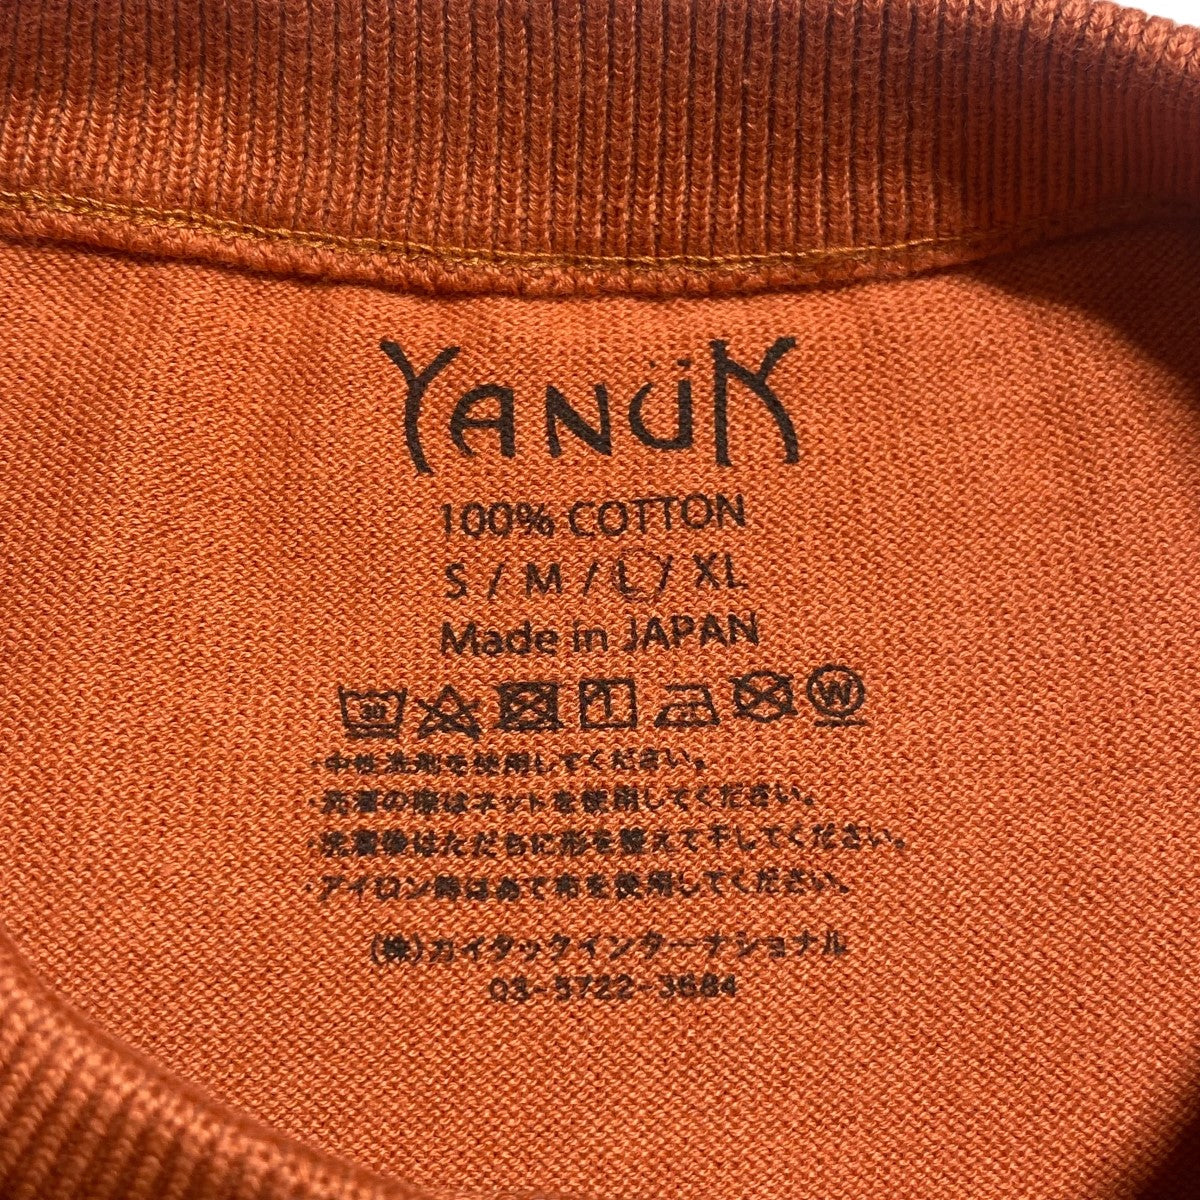 YANÜK
100% COTTON
S / M / L / XL
Made in JAPAN
30 W
・中性洗剤を使用してください。
・洗濯の際はネットを使用してください。
・洗濯後はただちに形を整えて干してください。
・アイロン時はあて布を使用してください。
(株)カイタックインターナショナル
03-5722-3684